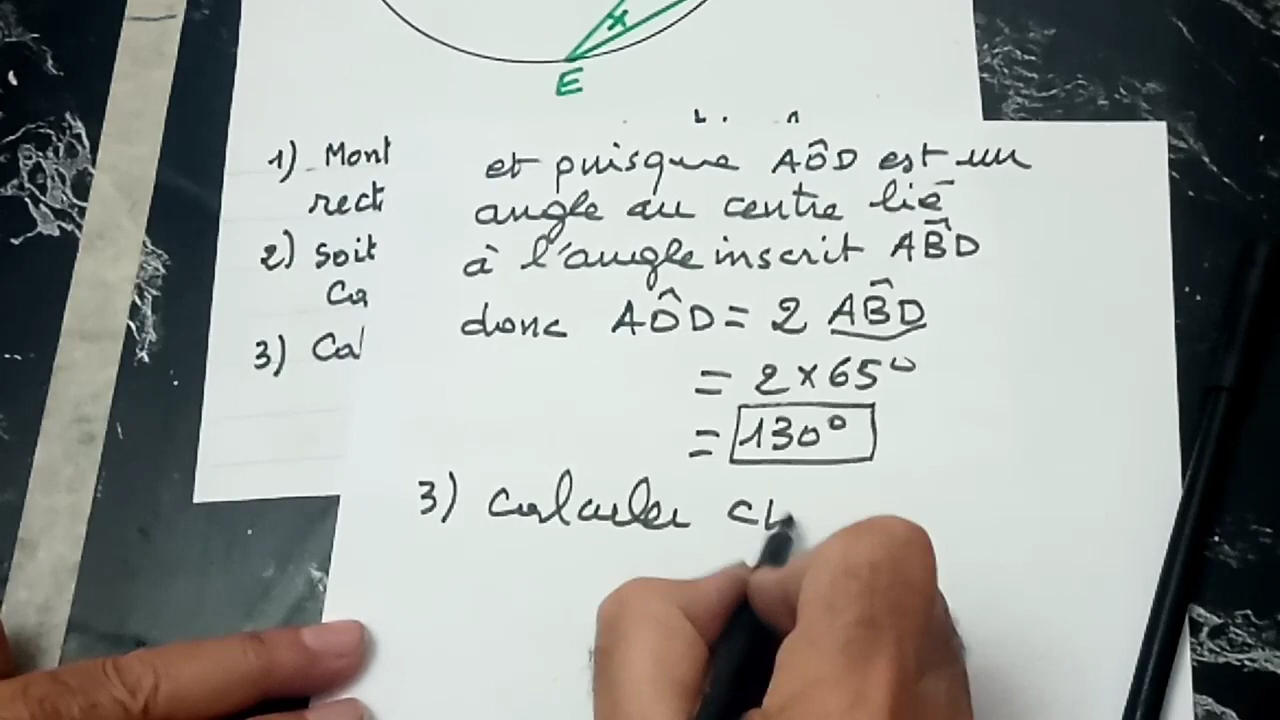 x
E
1) Mont
rect
2) soit
Ca
3) Cal
et puisque AÔD est un
angle au centre lié
à l'angle inscrit AB̂D
donc AÔD = 2 AB̂D
= 2 × 65°
= 130°
3) calculer